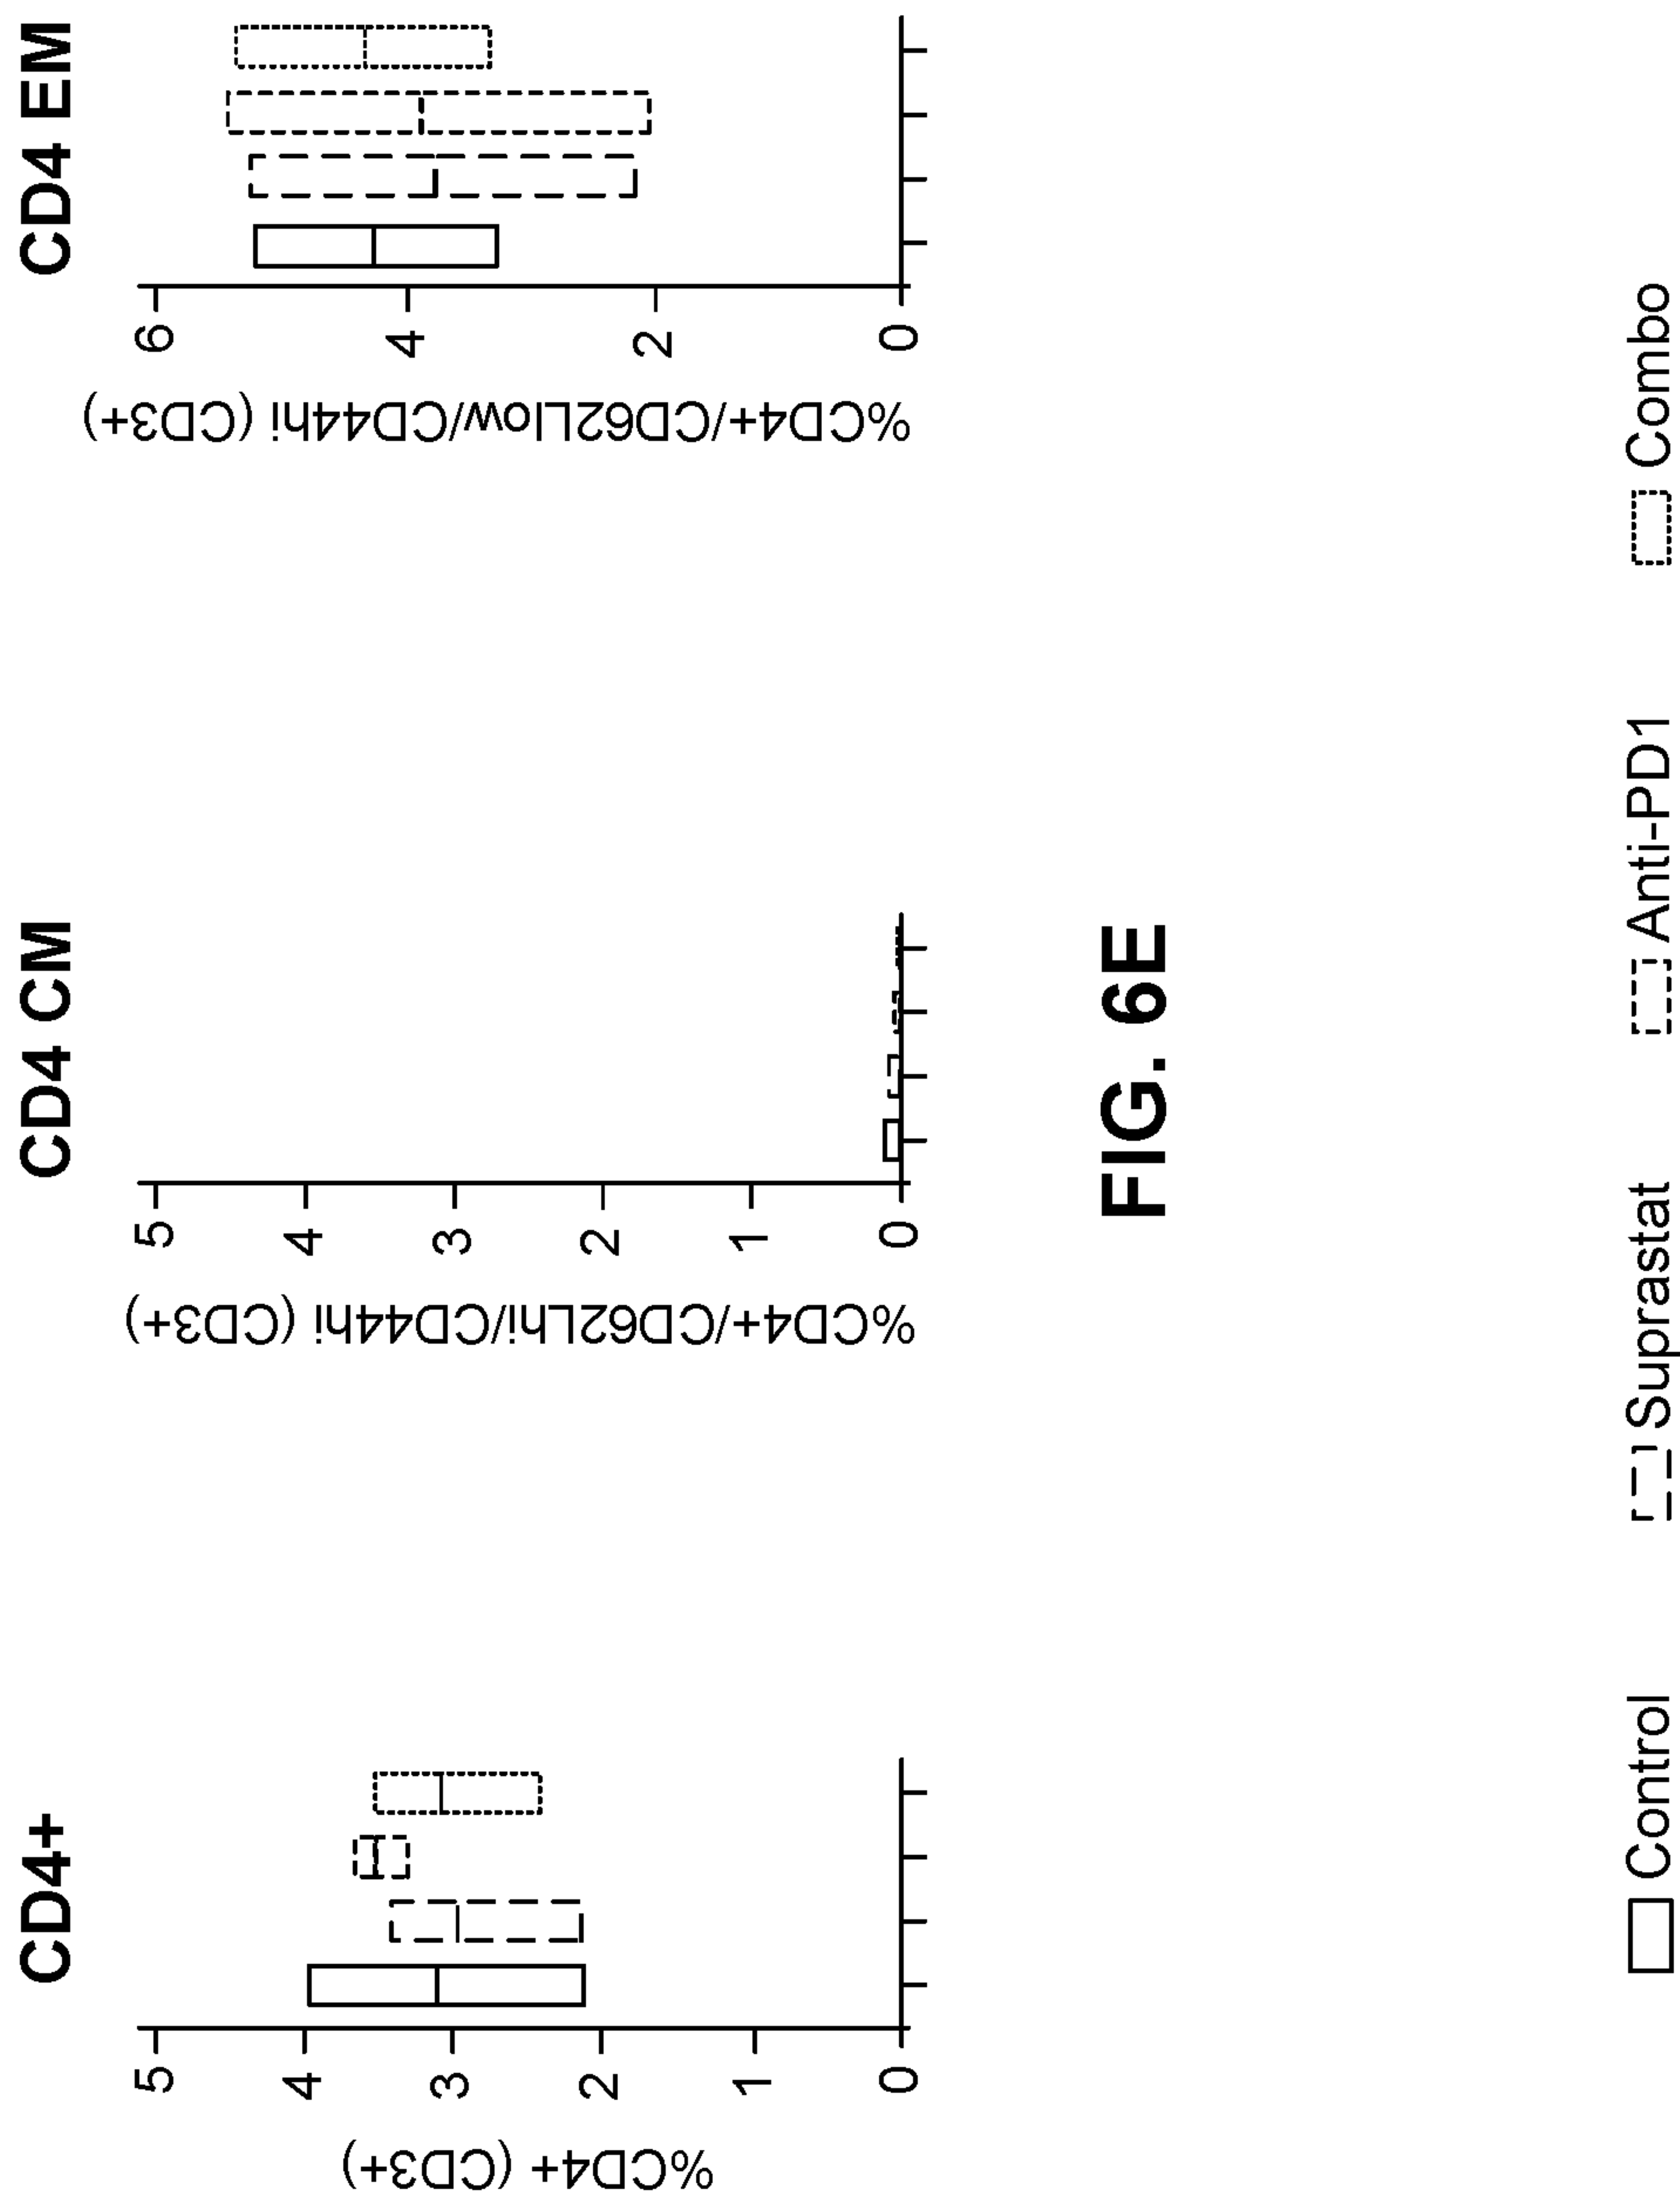 CD4+
%CD4+ (CD3+)
5
4
3
2
1
0
CD4 CM
%CD4+/CD62Lhi/CD44hi (CD3+)
5
4
3
2
1
0
CD4 EM
%CD4+/CD62Llow/CD44hi (CD3+)
6
4
2
0
FIG. 6E
Control Suprastat Anti-PD1 Combo